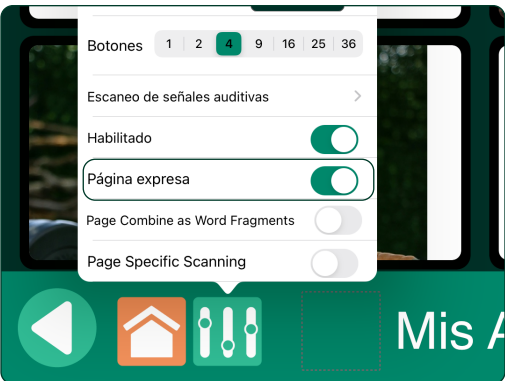 Botones 1 2 4 9 16 25 36
Escaneo de señales auditivas
Habilitado
Página expresa
Page Combine as Word Fragments
Page Specific Scanning
Mis